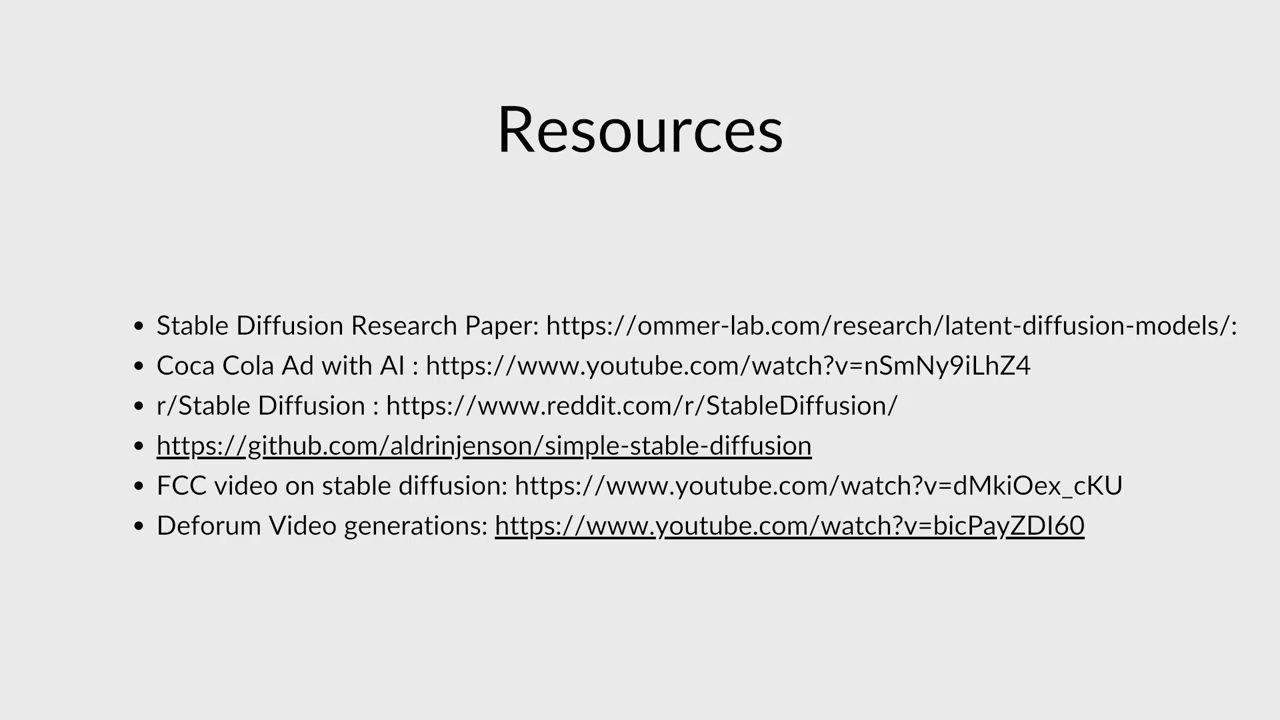 Resources
• Stable Diffusion Research Paper: https://ommer-lab.com/research/latent-diffusion-models/:
• Coca Cola Ad with AI : https://www.youtube.com/watch?v=nSmNy9iLhZ4
• r/Stable Diffusion : https://www.reddit.com/r/StableDiffusion/
• https://github.com/aldrinjenson/simple-stable-diffusion
• FCC video on stable diffusion: https://www.youtube.com/watch?v=dMkiOex_cKU
• Deforum Video generations: https://www.youtube.com/watch?v=bicPayZDI60